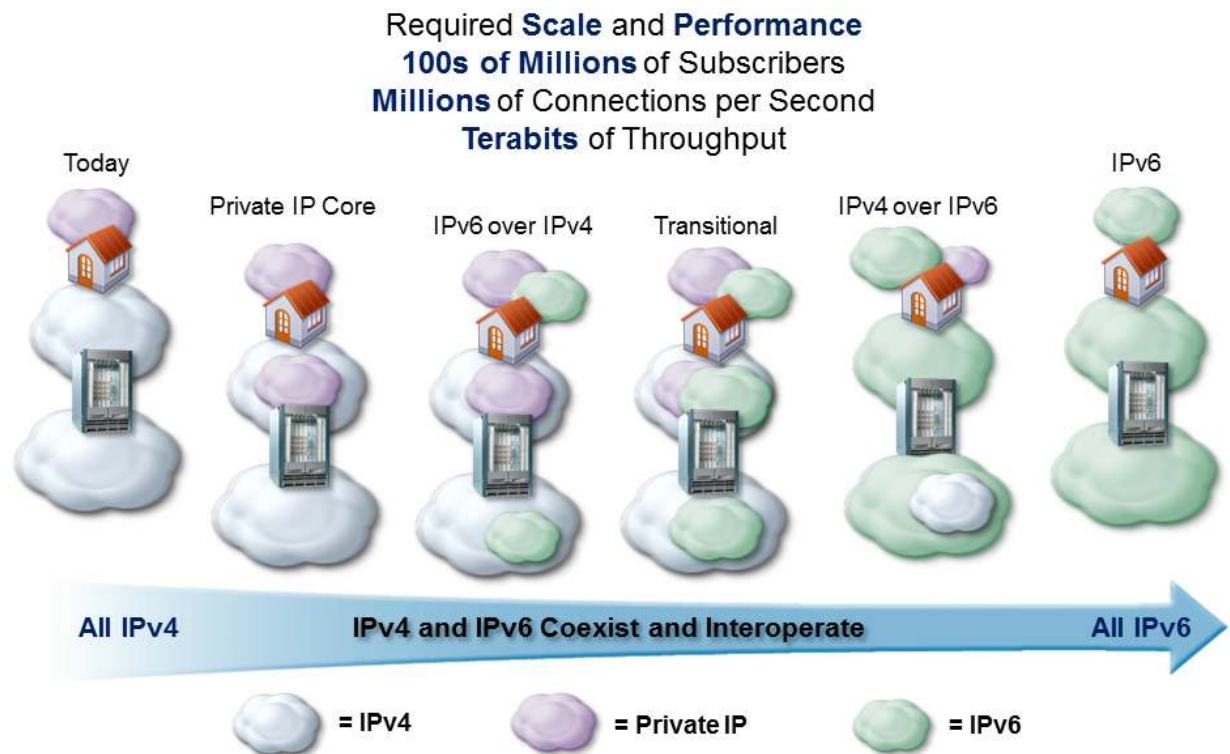 Required Scale and Performance
100s of Millions of Subscribers
Millions of Connections per Second
Terabits of Throughput
Today
Private IP Core
IPv6 over IPv4
Transitional
IPv4 over IPv6
IPv6
All IPv4
IPv4 and IPv6 Coexist and Interoperate
All IPv6
= IPv4
= Private IP
= IPv6